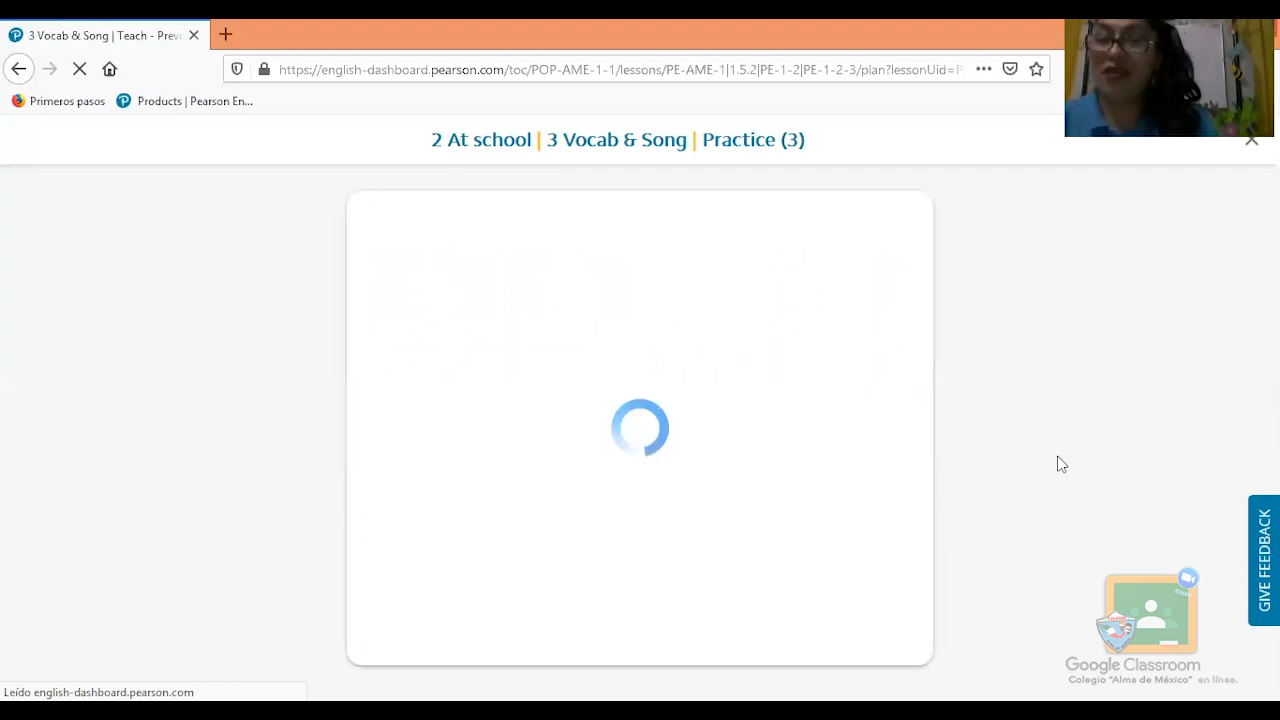 3 Vocab & Song | Teach - Prev
https://english-dashboard.pearson.com/toc/POP-AME-1-1/lessons/PE-AME-1|1.5.2|PE-1-2|PE-1-2-3/plan?lessonUid=P
Primeros pasos
Products | Pearson En...
2 At school | 3 Vocab & Song | Practice (3)
GIVE FEEDBACK
zoom
Google Classroom
Colegio "Alma de México" en línea.
Leído english-dashboard.pearson.com